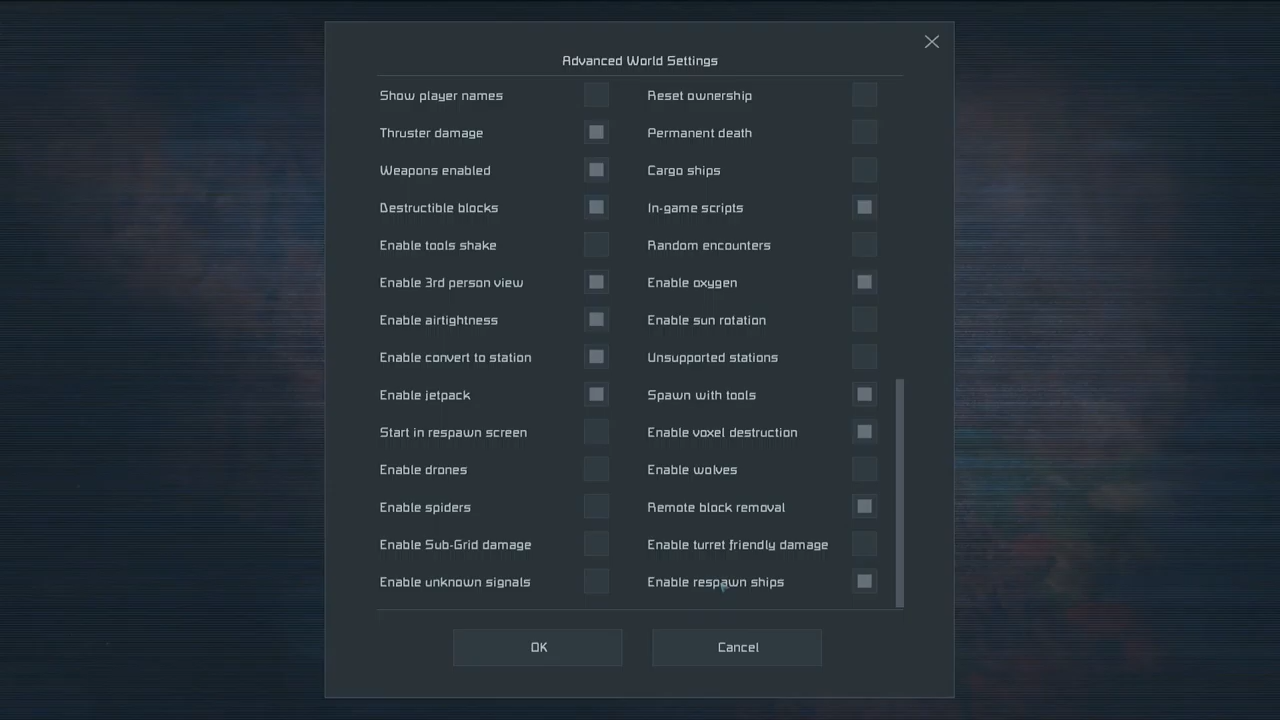 Advanced World Settings
Show player names Reset ownership
Thruster damage Permanent death
Weapons enabled Cargo ships
Destructible blocks In-game scripts
Enable tools shake Random encounters
Enable 3rd person view Enable oxygen
Enable airtightness Enable sun rotation
Enable convert to station Unsupported stations
Enable jetpack Spawn with tools
Start in respawn screen Enable voxel destruction
Enable drones Enable wolves
Enable spiders Remote block removal
Enable Sub-Grid damage Enable turret friendly damage
Enable unknown signals Enable respawn ships
OK Cancel